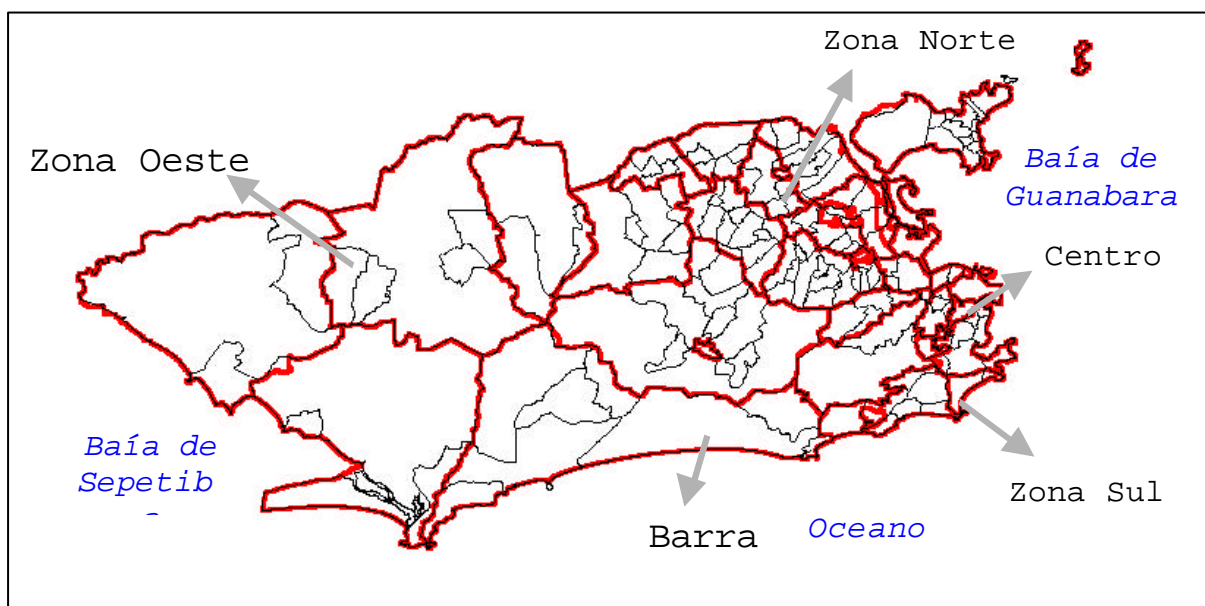 Zona Norte
Zona Oeste
Baía de
Guanabara
Centro
Baía de
Sepetib
Zona Sul
Barra
Oceano